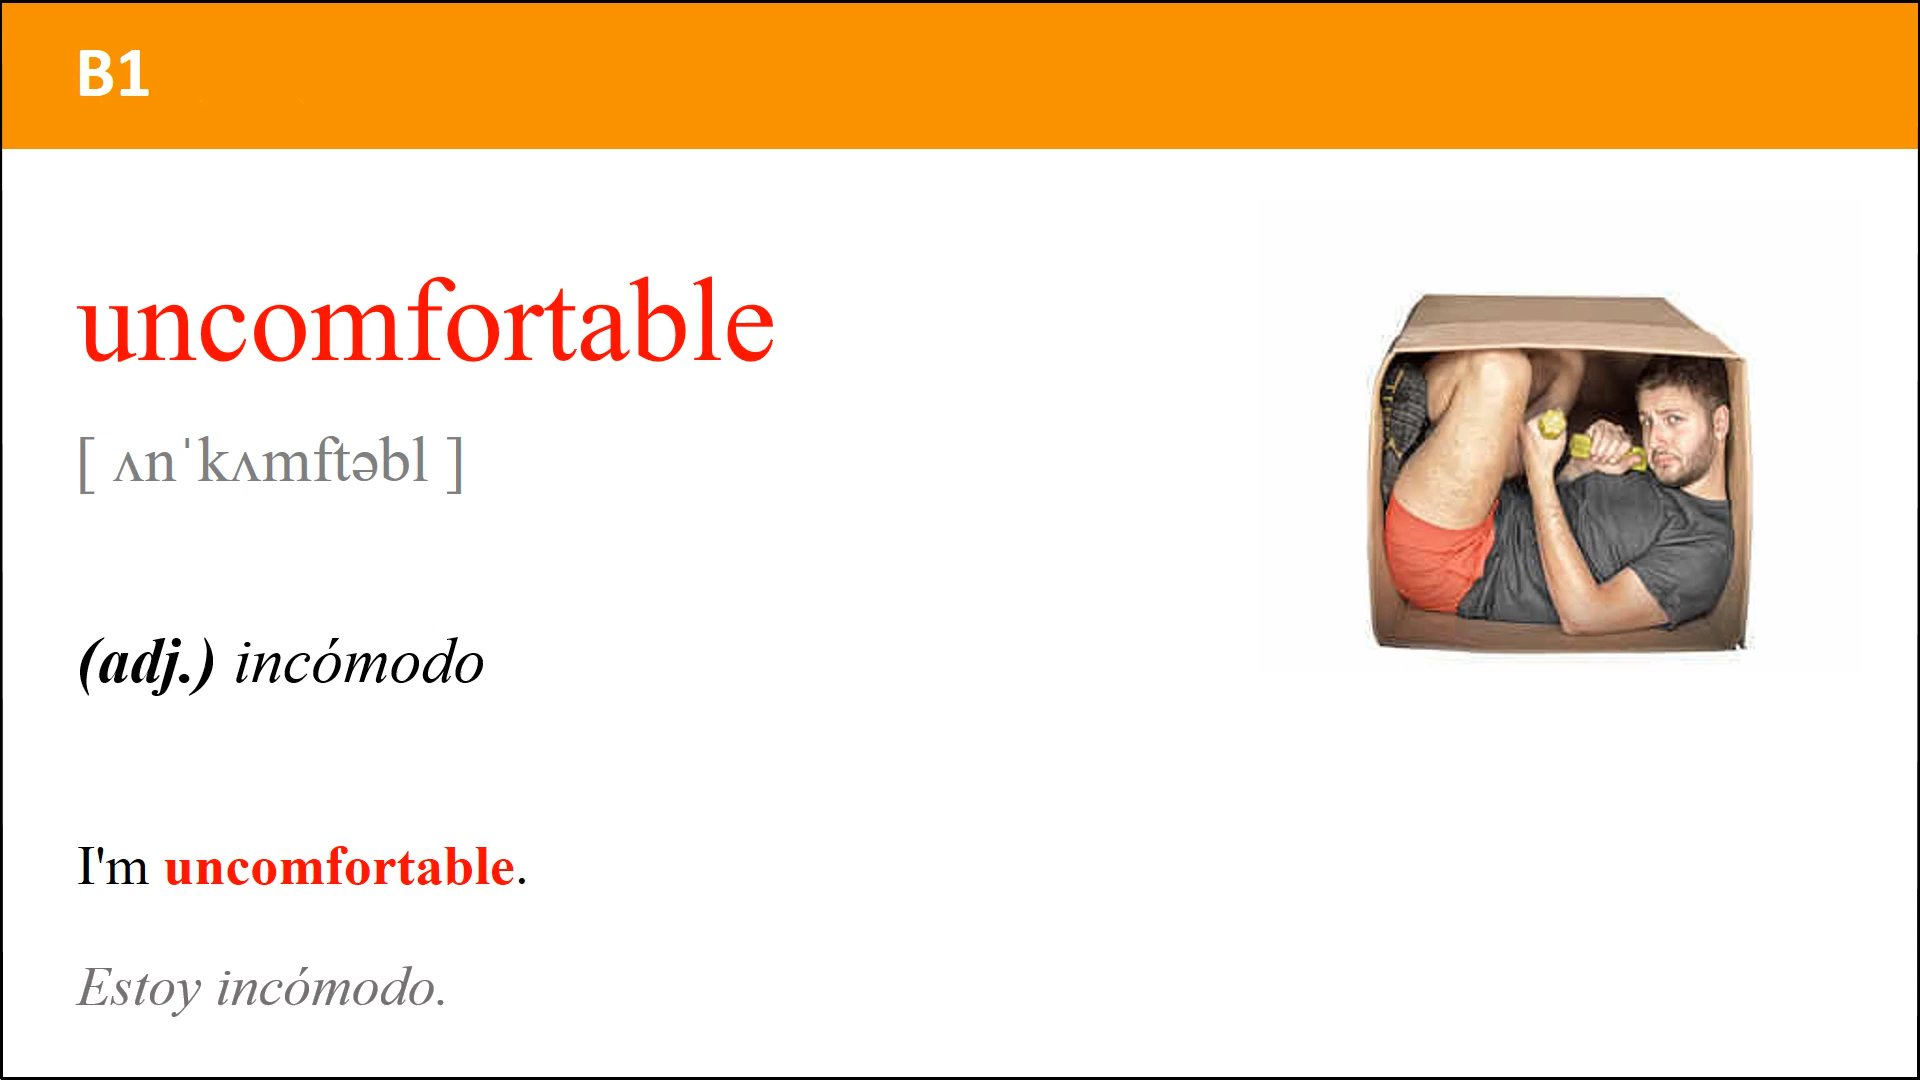 B1
uncomfortable
[ ʌnˈkʌmftəbl ]
(adj.) incómodo
I'm uncomfortable.
Estoy incómodo.